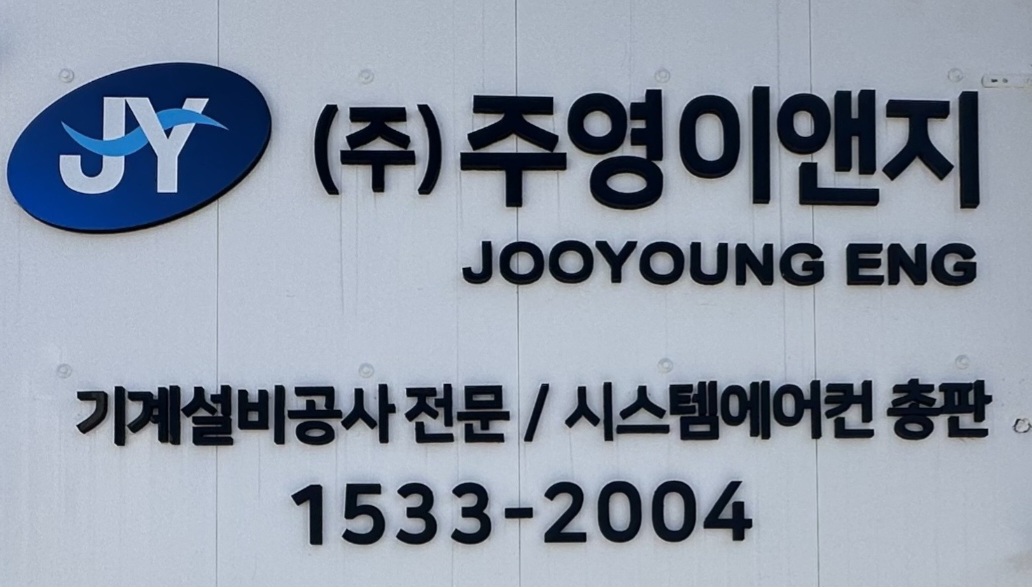 JY
(주)주영이앤지
JOOYOUNG ENG
기계설비공사 전문 / 시스템에어컨 총판
1533-2004